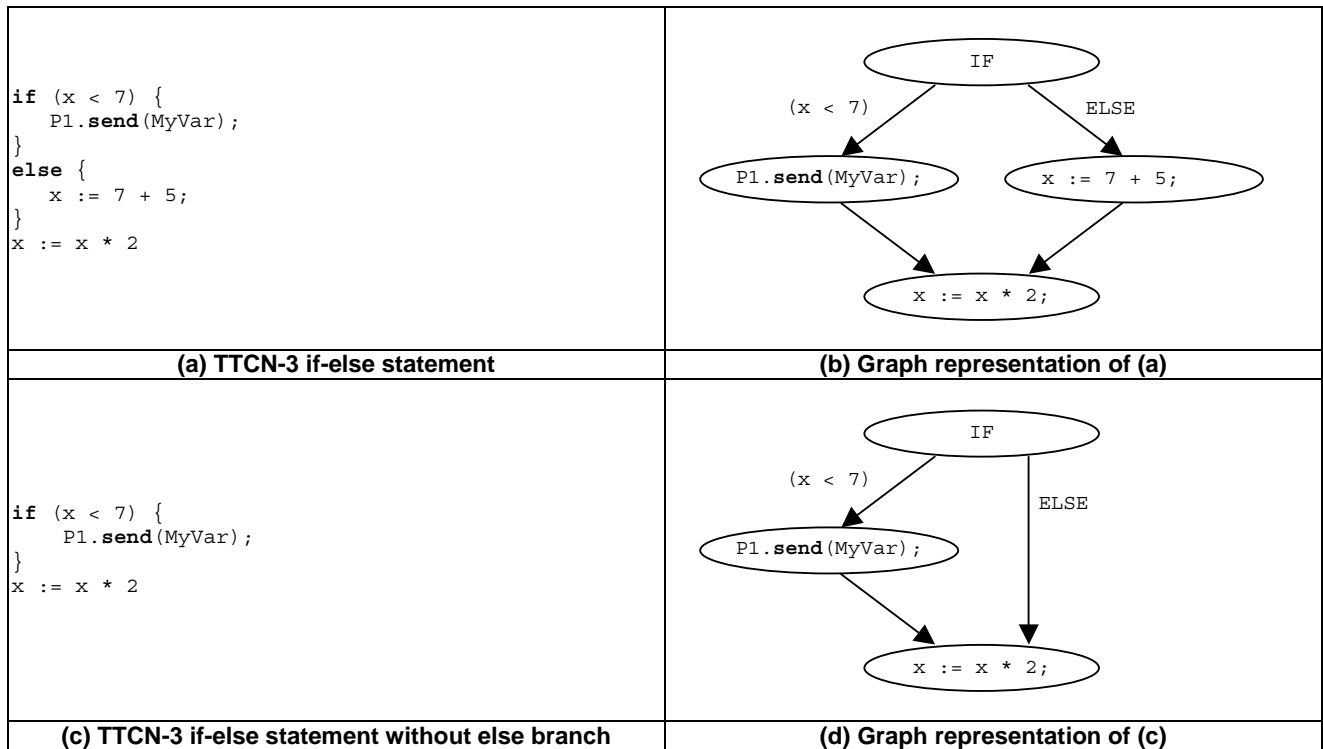 if (x < 7) {
P1.send(MyVar);
}
else {
x := 7 + 5;
}
x := x * 2
IF
(x < 7)
ELSE
P1.send(MyVar);
x := 7 + 5;
x := x * 2;
(a) TTCN-3 if-else statement
(b) Graph representation of (a)
if (x < 7) {
P1.send(MyVar);
}
x := x * 2
IF
(x < 7)
ELSE
P1.send(MyVar);
x := x * 2;
(c) TTCN-3 if-else statement without else branch
(d) Graph representation of (c)